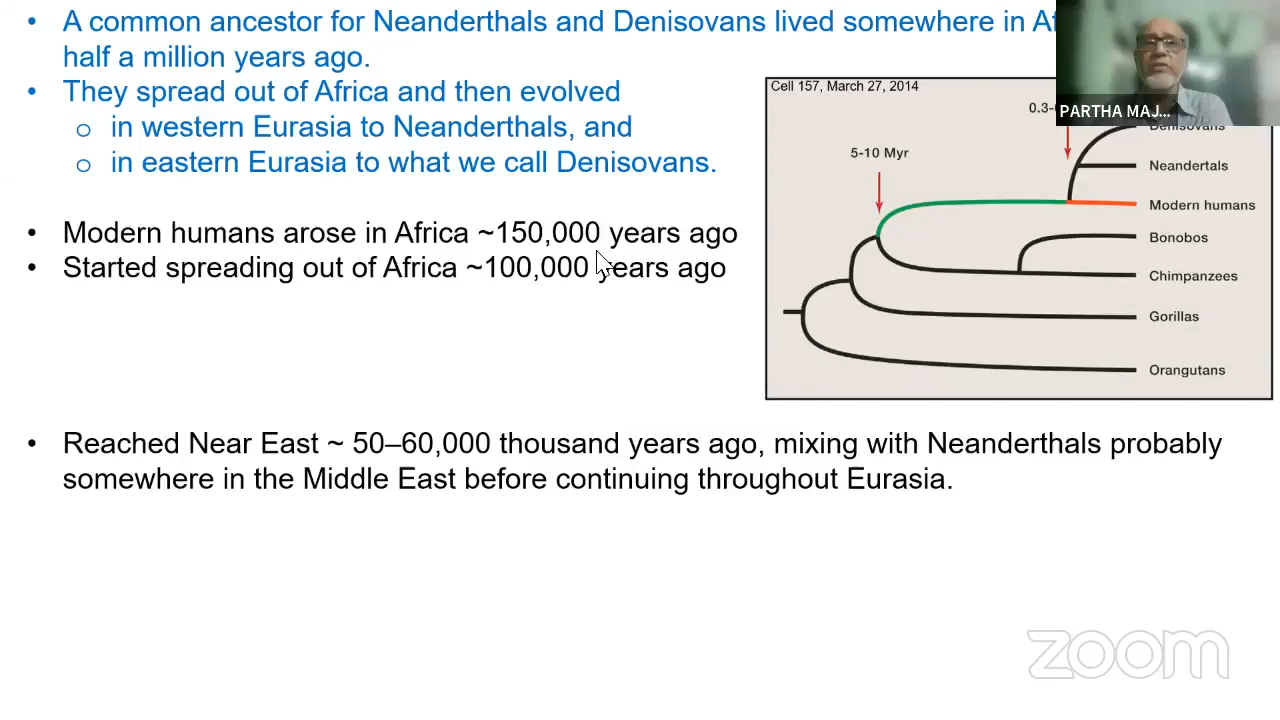 • A common ancestor for Neanderthals and Denisovans lived somewhere in
half a million years ago.
• They spread out of Africa and then evolved
o in western Eurasia to Neanderthals, and
o in eastern Eurasia to what we call Denisovans.
• Modern humans arose in Africa ~150,000 years ago
• Started spreading out of Africa ~100,000 years ago
• Reached Near East ~ 50–60,000 thousand years ago, mixing with Neanderthals probably
somewhere in the Middle East before continuing throughout Eurasia.
Cell 157, March 27, 2014
5-10 Myr
Denisovans
Neandertals
Modern humans
Bonobos
Chimpanzees
Gorillas
Orangutans
PARTHA MAJ...
zoom